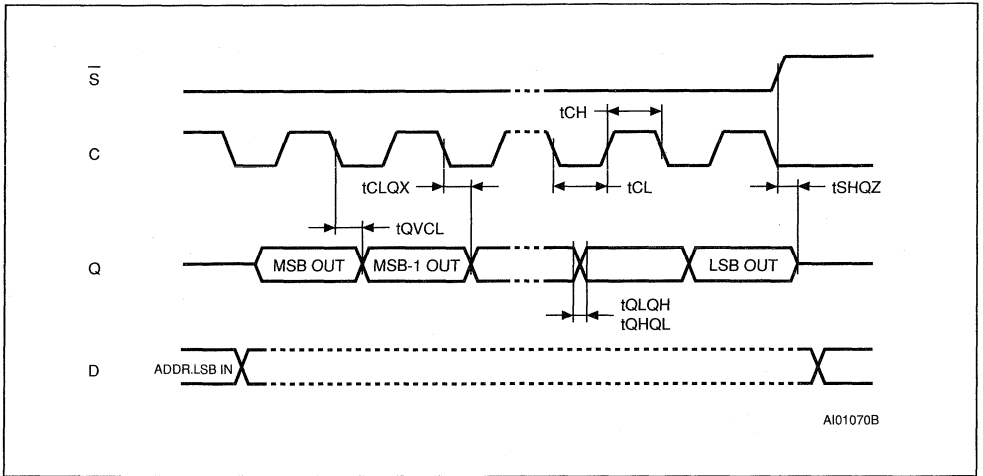 S
tCH
C
tCLQX
tCL
tSHQZ
tQVCL
Q
MSB OUT
MSB-1 OUT
LSB OUT
tQLQH
tQHQL
D
ADDR.LSB IN
AI01070B